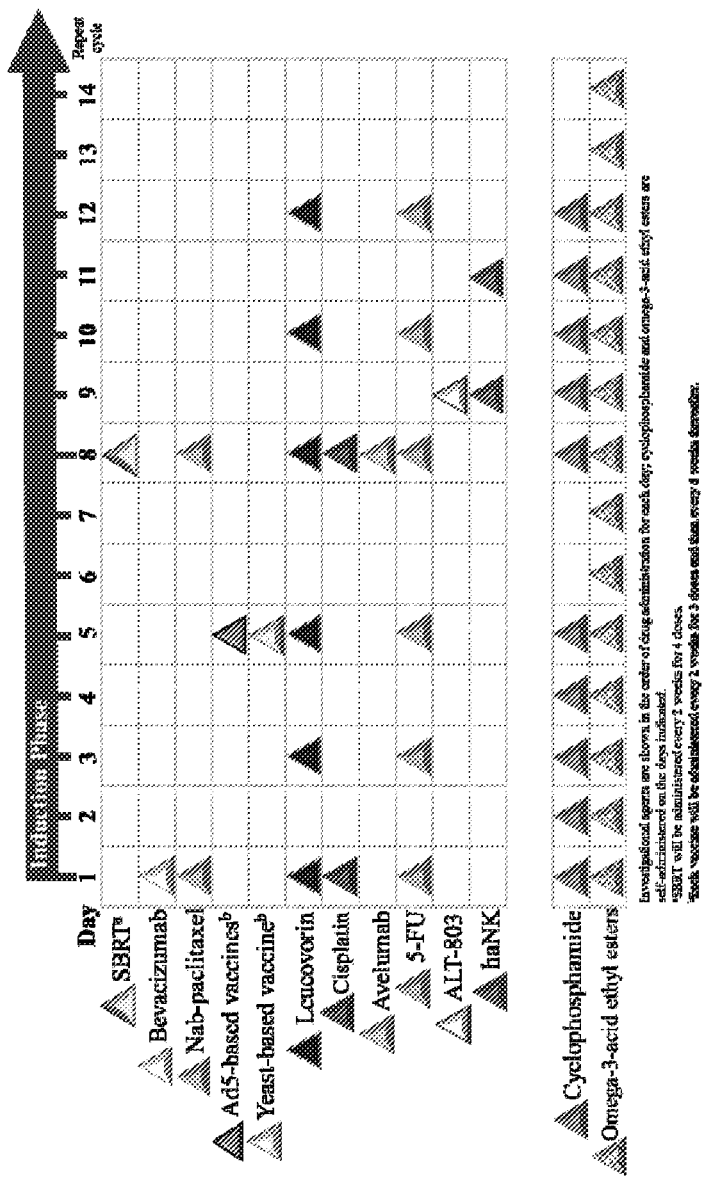 Induction Phase
Day 1 2 3 4 5 6 7 8 9 10 11 12 13 14 Repeat
cycle
SBRTᵃ
Bevacizumab
Nab-paclitaxel
Ad5-based vaccinesᵇ
Yeast-based vaccineᵇ
Leucovorin
Cisplatin
Avelumab
5-FU
ALT-803
haNK
Cyclophosphamide
Omega-3-acid ethyl esters
Investigational agents are shown in the order of drug administration for each day; cyclophosphamide and omega-3-acid ethyl esters are
self-administered on the days indicated.
ᵃSBRT will be administered every 2 weeks for 4 doses.
ᵇEach vaccine will be administered every 2 weeks for 3 doses and then every 8 weeks thereafter.